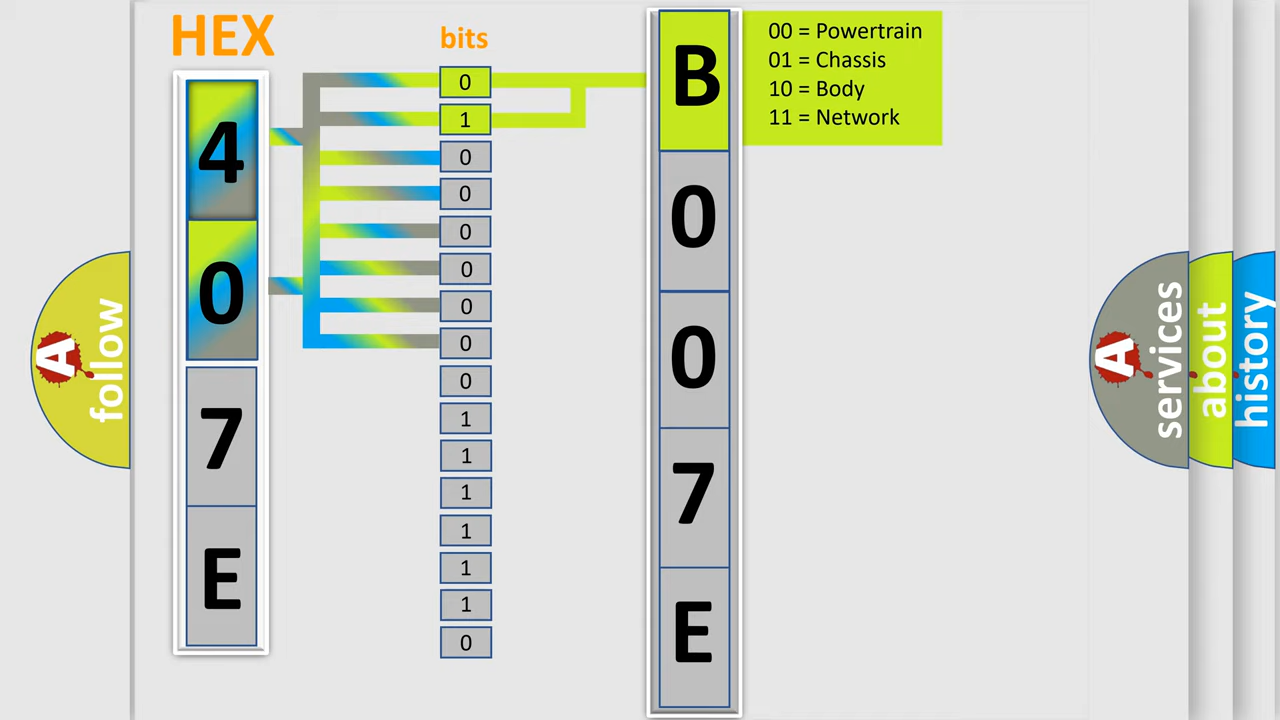 HEX
bits
4
0
7
E
0
1
0
0
0
0
0
0
0
1
1
1
1
1
1
0
B
0
0
7
E
00 = Powertrain
01 = Chassis
10 = Body
11 = Network
A
follow
A
services
about
history